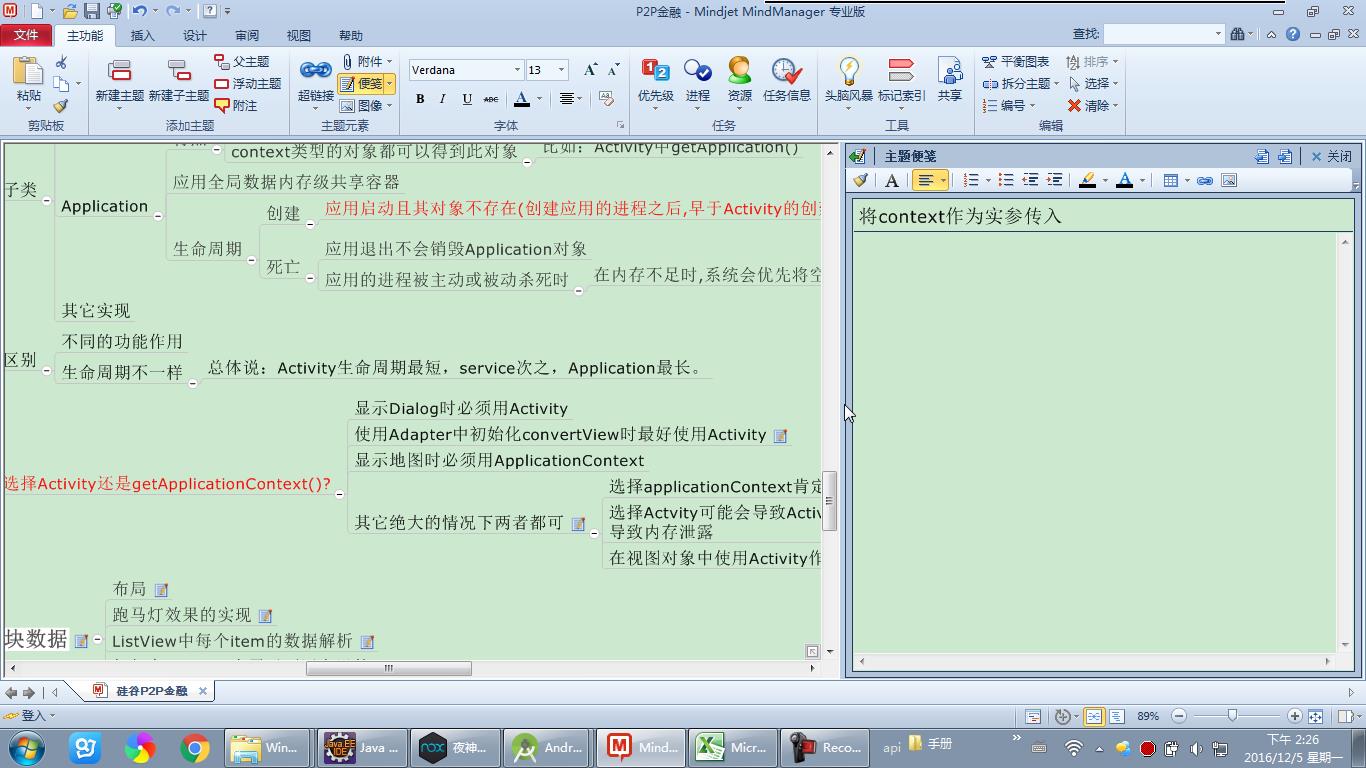 P2P金融 - Mindjet MindManager 专业版
文件 主功能 插入 设计 审阅 视图 帮助 查找:
粘贴 新建主题 新建子主题 父主题 浮动主题 附注 超链接 附件 便笺 图像 Verdana 13 优先级 进程 资源 任务信息 头脑风暴 标记索引 共享 平衡图表 排序 拆分主题 选择 编号 清除
B I U ABC A
剪贴板 添加主题 主题元素 字体 任务 工具 编辑
context类型的对象都可以得到此对象 比如：Activity中getApplication()
子类
Application
应用全局数据内存级共享容器
生命周期
创建
应用启动且其对象不存在(创建应用的进程之后,早于Activity的创
死亡
应用退出不会销毁Application对象
应用的进程被主动或被动杀死时
在内存不足时,系统会优先将空
其它实现
区别
不同的功能作用
生命周期不一样
总体说：Activity生命周期最短，service次之，Application最长。
选择Activity还是getApplicationContext()?
显示Dialog时必须用Activity
使用Adapter中初始化convertView时最好使用Activity
显示地图时必须用ApplicationContext
其它绝大的情况下两者都可
选择applicationContext肯定
选择Actvity可能会导致Activ
导致内存泄露
在视图对象中使用Activity作
块数据
布局
跑马灯效果的实现
ListView中每个item的数据解析
主题便笺 关闭
将context作为实参传入
硅谷P2P金融
登入 89%
Win... Java ... 夜神... Andr... Mind... Micr... Reco... api 手册
下午 2:26
2016/12/5 星期一